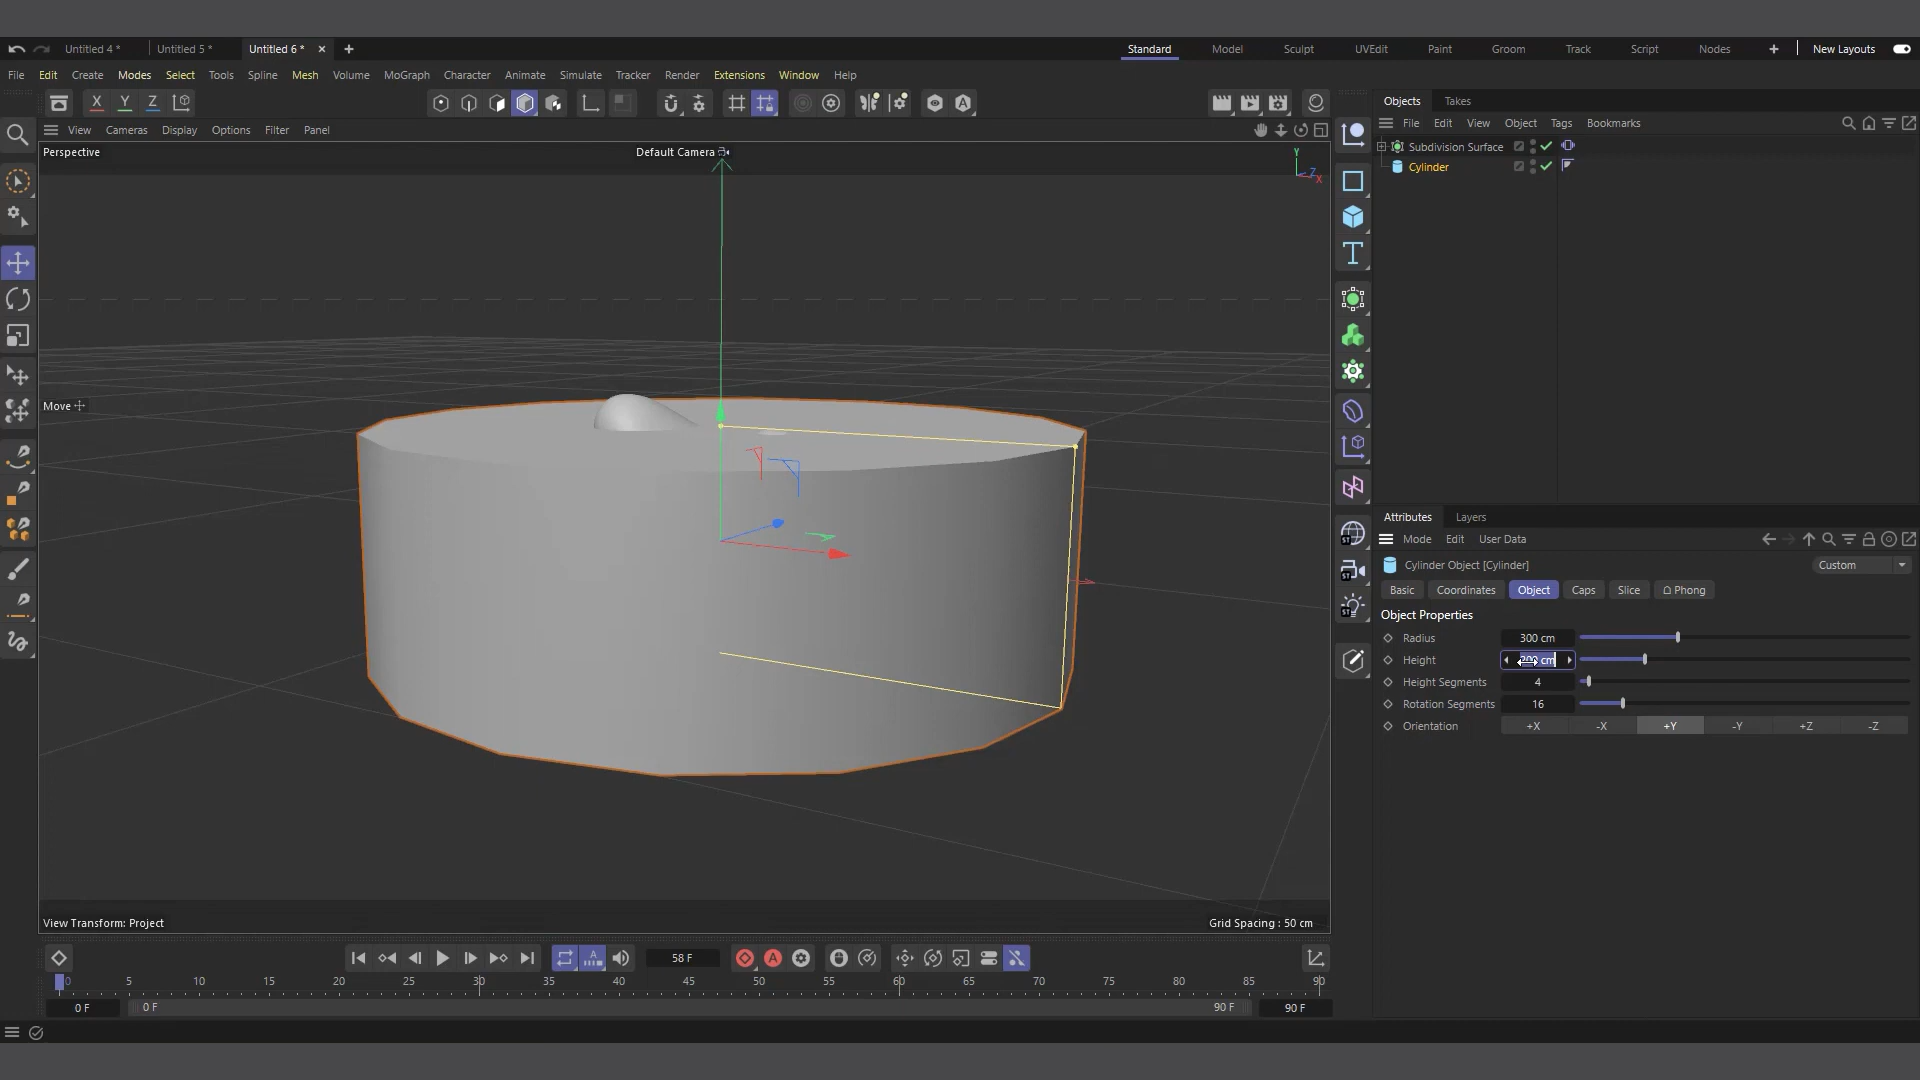 Untitled 4 * Untitled 5 * Untitled 6 * Standard Model Sculpt UVEdit Paint Groom Track Script Nodes New Layouts
File Edit Create Modes Select Tools Spline Mesh Volume MoGraph Character Animate Simulate Tracker Render Extensions Window Help
X Y Z
Objects Takes
View Cameras Display Options Filter Panel
File Edit View Object Tags Bookmarks
Perspective Default Camera
Y
Z
X
Subdivision Surface
Cylinder
Move
Attributes Layers
Mode Edit User Data
Cylinder Object [Cylinder] Custom
Basic Coordinates Object Caps Slice Phong
Object Properties
Radius 300 cm
Height cm
Height Segments 4
Rotation Segments 16
Orientation +X -X +Y -Y +Z -Z
ST
ST
ST
View Transform: Project Grid Spacing : 50 cm
58 F
0 5 10 15 20 25 30 35 40 45 50 55 60 65 70 75 80 85 90
0 F 0 F 90 F 90 F